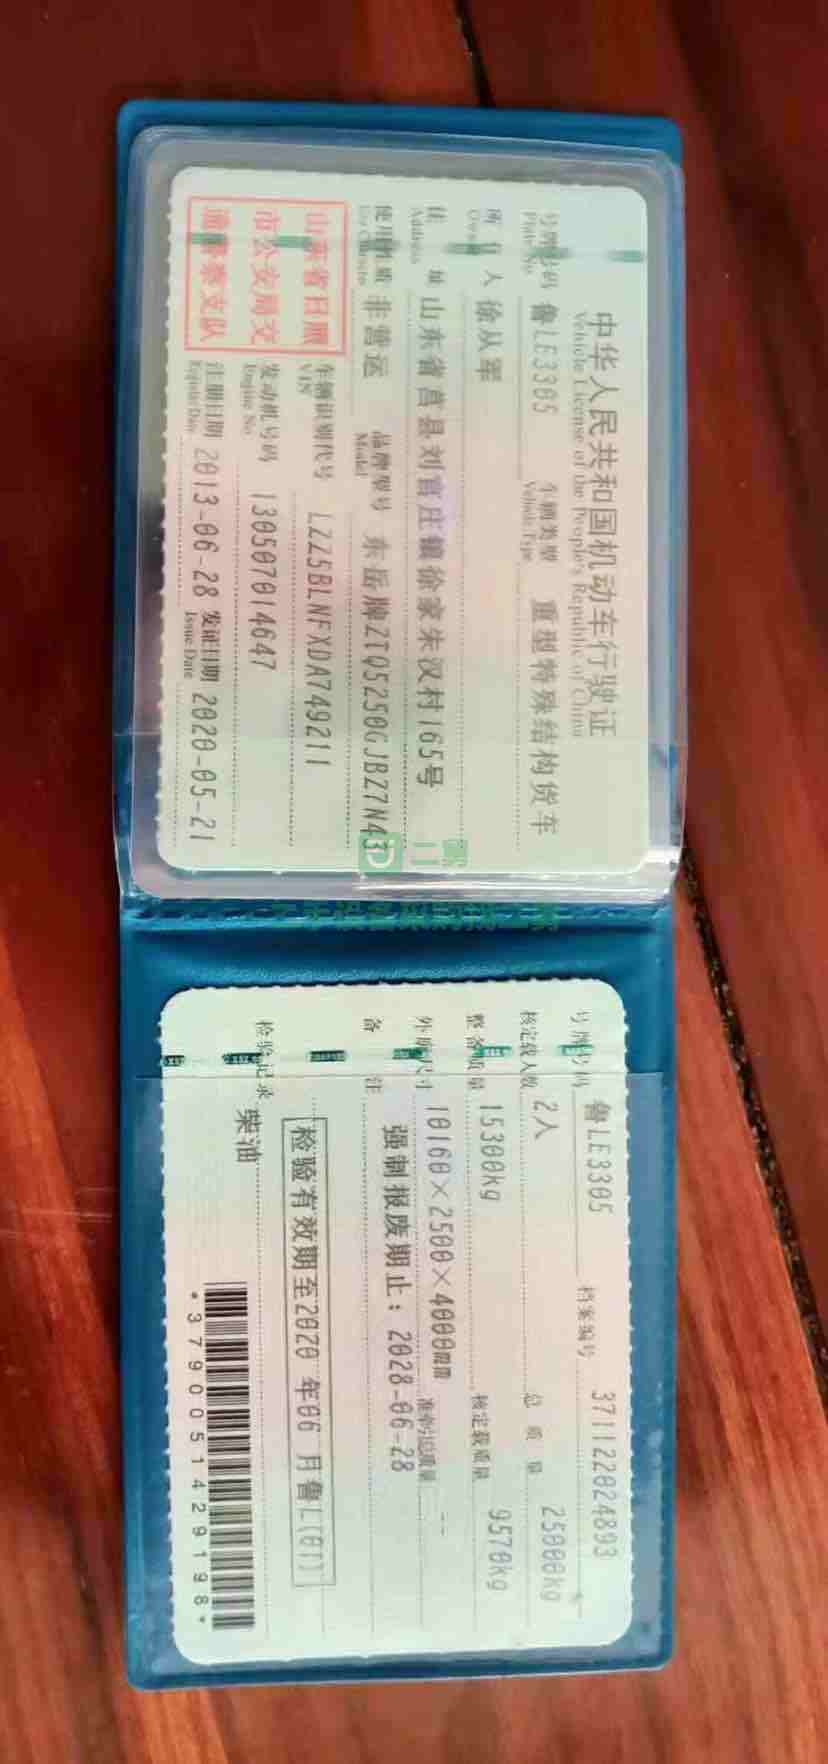 中华人民共和国机动车行驶证
Vehicle License of the People's Republic of China
号牌号码 鲁LE3305 车辆类型 重型特殊结构货车
Plate No. Vehicle Type
所有人 徐从军
Owner
住址 山东省莒县刘官庄镇徐家朱汉村165号
Address
使用性质 非营运 品牌型号 东岳牌ZTQ5250GJBZ7N43
Use Character Model
山东省日照
市公安局交
通警察支队
车辆识别代号 LZZ5BLNFXDA749211
VIN
发动机号码 130507014647
Engine No.
注册日期 2013-06-28 发证日期 2020-05-21
Register Date Issue Date
号牌号码 鲁LE3305 档案编号 371122024893
核定载人数 2人 总质量 25000kg
整备质量 15300kg 核定载质量 9570kg
外廓尺寸 10160×2500×4000mm 准牵引总质量 --
备注 强制报废期止：2028-06-28
检验有效期至2020年06月鲁L(01)
检验记录
柴油
*3790051429198*